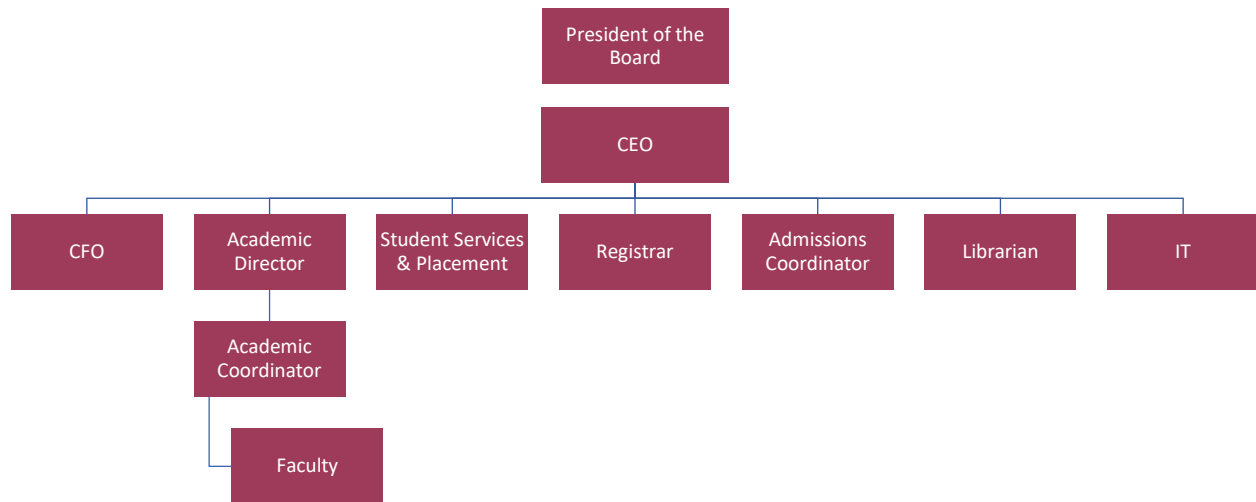 President of the
Board
CEO
CFO
Academic
Director
Student Services
& Placement
Registrar
Admissions
Coordinator
Librarian
IT
Academic
Coordinator
Faculty